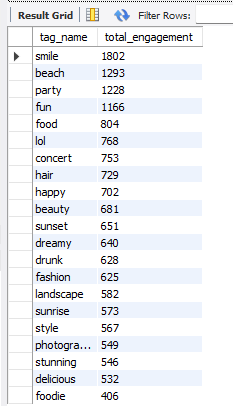 Result Grid Filter Rows:
tag_name total_engagement
smile 1802
beach 1293
party 1228
fun 1166
food 804
lol 768
concert 753
hair 729
happy 702
beauty 681
sunset 651
dreamy 640
drunk 628
fashion 625
landscape 582
sunrise 573
style 567
photogra... 549
stunning 546
delicious 532
foodie 406